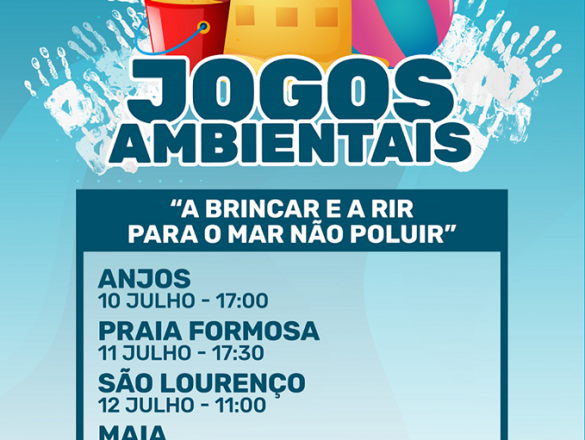 JOGOS
AMBIENTAIS
“A BRINCAR E A RIR
PARA O MAR NÃO POLUIR”
ANJOS
10 JULHO - 17:00
PRAIA FORMOSA
11 JULHO - 17:30
SÃO LOURENÇO
12 JULHO - 11:00
MAIA